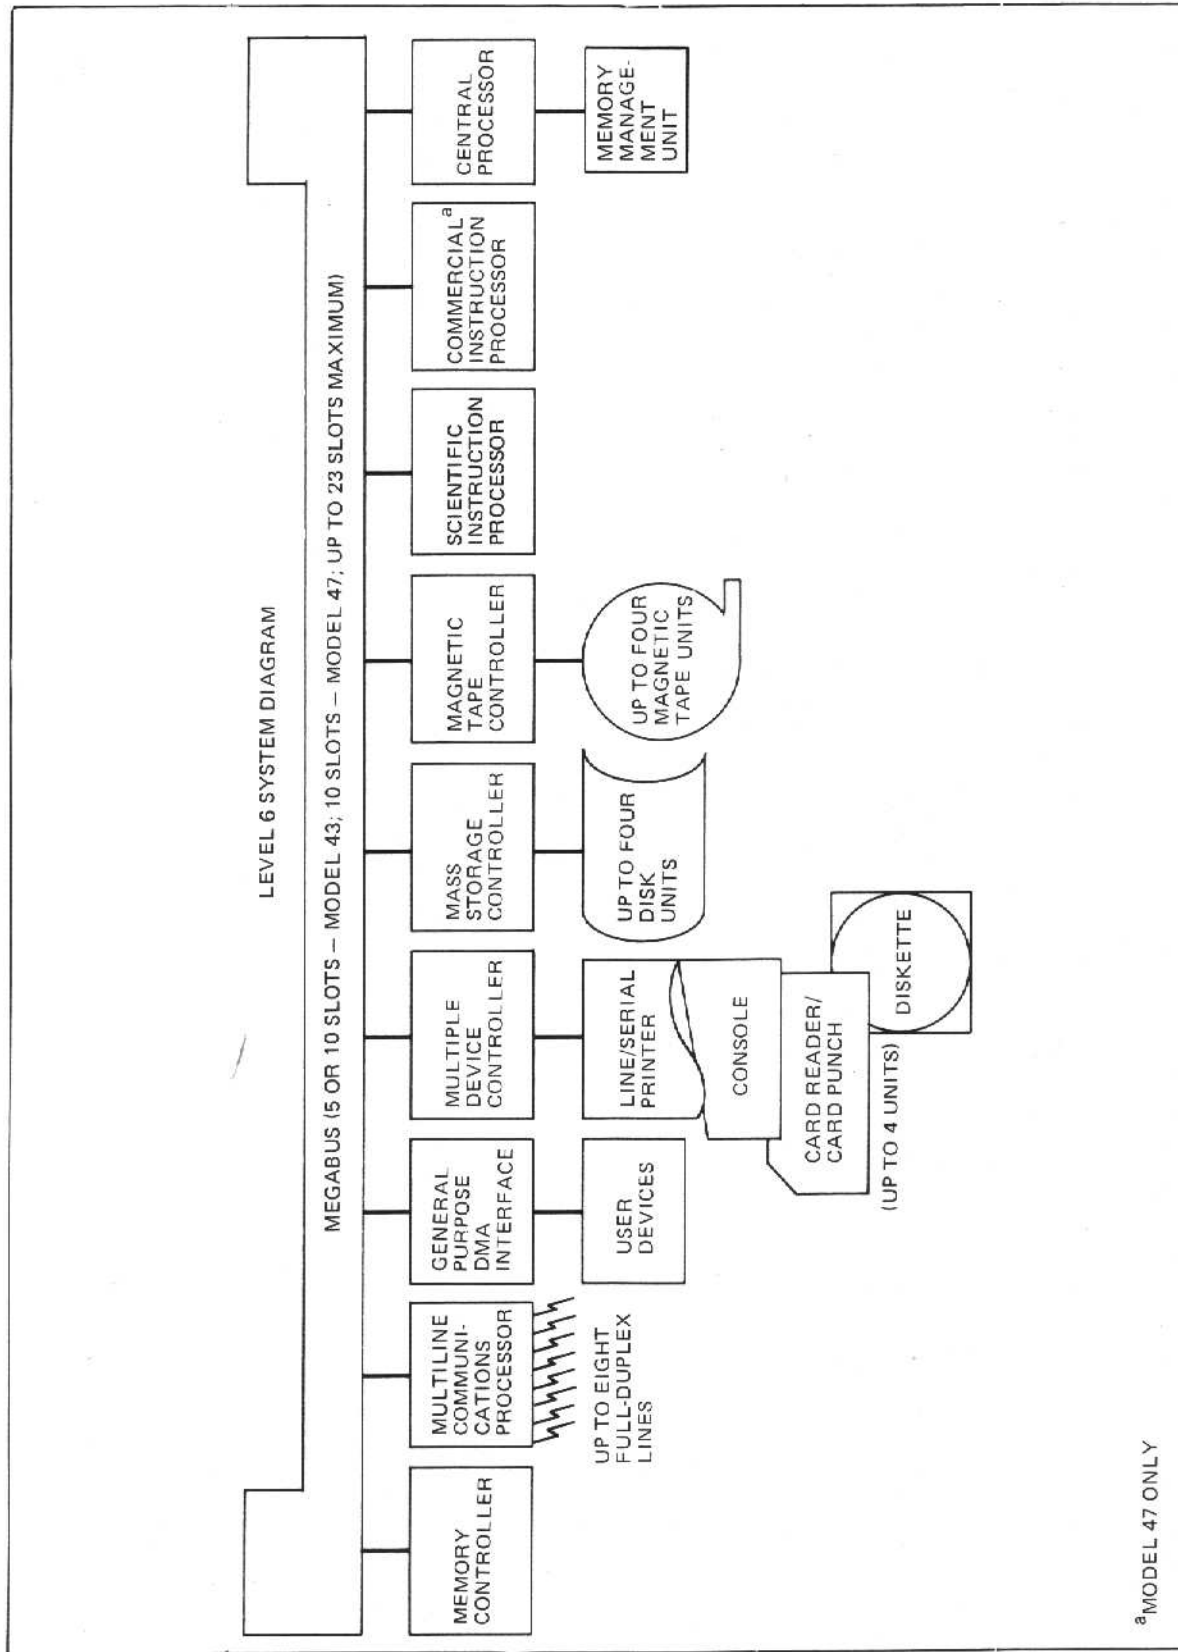 LEVEL 6 SYSTEM DIAGRAM
MEGABUS (5 OR 10 SLOTS – MODEL 43; 10 SLOTS – MODEL 47; UP TO 23 SLOTS MAXIMUM)
MEMORY
CONTROLLER
MULTILINE
COMMUNI-
CATIONS
PROCESSOR
GENERAL
PURPOSE
DMA
INTERFACE
MULTIPLE
DEVICE
CONTROLLER
MASS
STORAGE
CONTROLLER
MAGNETIC
TAPE
CONTROLLER
SCIENTIFIC
INSTRUCTION
PROCESSOR
COMMERCIAL a
INSTRUCTION
PROCESSOR
CENTRAL
PROCESSOR
UP TO EIGHT
FULL-DUPLEX
LINES
USER
DEVICES
LINE/SERIAL
PRINTER
CONSOLE
CARD READER/
CARD PUNCH
DISKETTE
(UP TO 4 UNITS)
UP TO FOUR
DISK
UNITS
UP TO FOUR
MAGNETIC
TAPE UNITS
MEMORY
MANAGE-
MENT
UNIT
a MODEL 47 ONLY